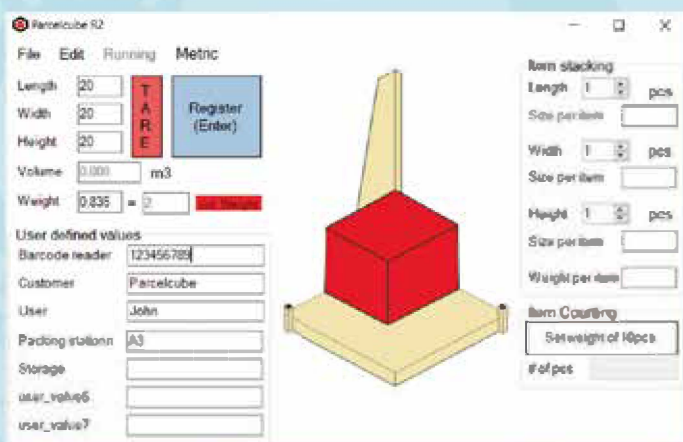 Parcelcube R2
File Edit Running Metric
Length 20
Width 20
Height 20
TARE
Register
(Enter)
Volume 0.008 m3
Weight 0.835 = 2
User defined values
Barcode reader 123456789
Customer Parcelcube
User John
Packing stationn A3
Storage
user_value6
user_value7
Item stacking
Length 1 pcs
Size per item
Width 1 pcs
Size per item
Height 1 pcs
Size per item
Weight per item
Item Counting
Set weight of 10pcs
# of pcs